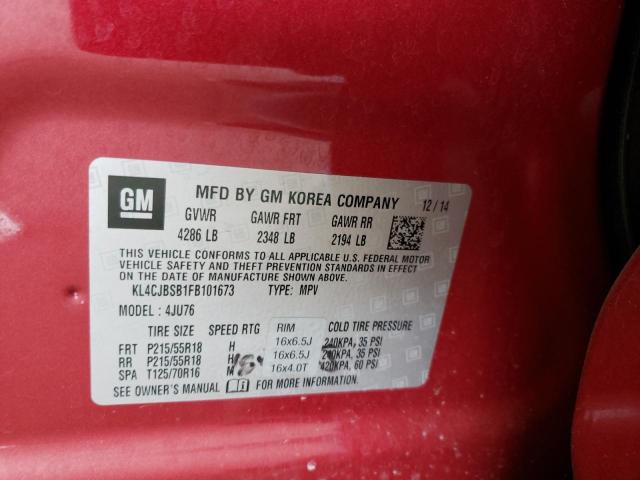 GM MFD BY GM KOREA COMPANY 12/14
GVWR GAWR FRT GAWR RR
4286 LB 2348 LB 2194 LB
THIS VEHICLE CONFORMS TO ALL APPLICABLE U.S. FEDERAL MOTOR
VEHICLE SAFETY AND THEFT PREVENTION STANDARDS IN EFFECT ON
THE DATE OF MANUFACTURE SHOWN ABOVE.
KL4CJBSB1FB101673 TYPE: MPV
MODEL: 4JU76
TIRE SIZE SPEED RTG RIM COLD TIRE PRESSURE
FRT P215/55R18 H 16x6.5J 240KPA, 35 PSI
RR P215/55R18 H 16x6.5J 240KPA, 35 PSI
SPA T125/70R16 M 16x4.0T 420KPA, 60 PSI
SEE OWNER'S MANUAL FOR MORE INFORMATION.